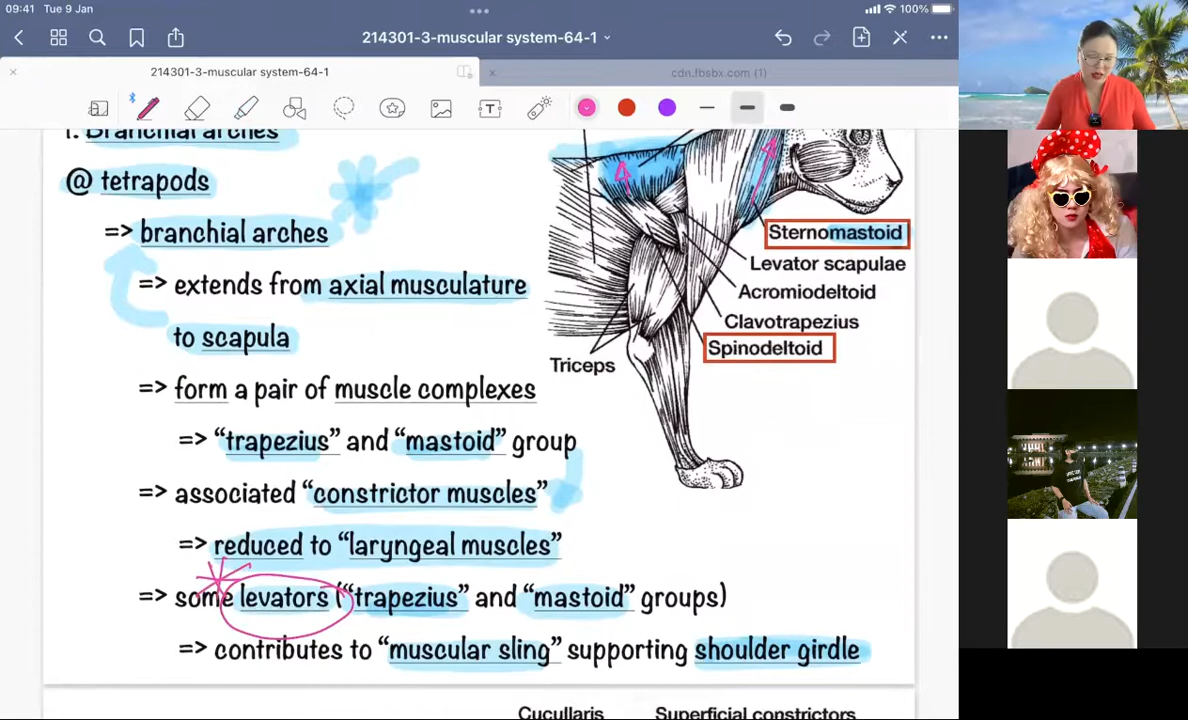 09:41 Tue 9 Jan
100%
214301-3-muscular system-64-1
214301-3-muscular system-64-1
cdn.fbsbx.com (1)
1. Branchial arches
@ tetrapods
=> branchial arches
=> extends from axial musculature
to scapula
=> form a pair of muscle complexes
=> “trapezius” and “mastoid” group
=> associated “constrictor muscles”
=> reduced to “laryngeal muscles”
=> some levators (“trapezius” and “mastoid” groups)
=> contributes to “muscular sling” supporting shoulder girdle
Sternomastoid
Levator scapulae
Acromiodeltoid
Clavotrapezius
Spinodeltoid
Triceps
Cucullaris
Superficial constrictors